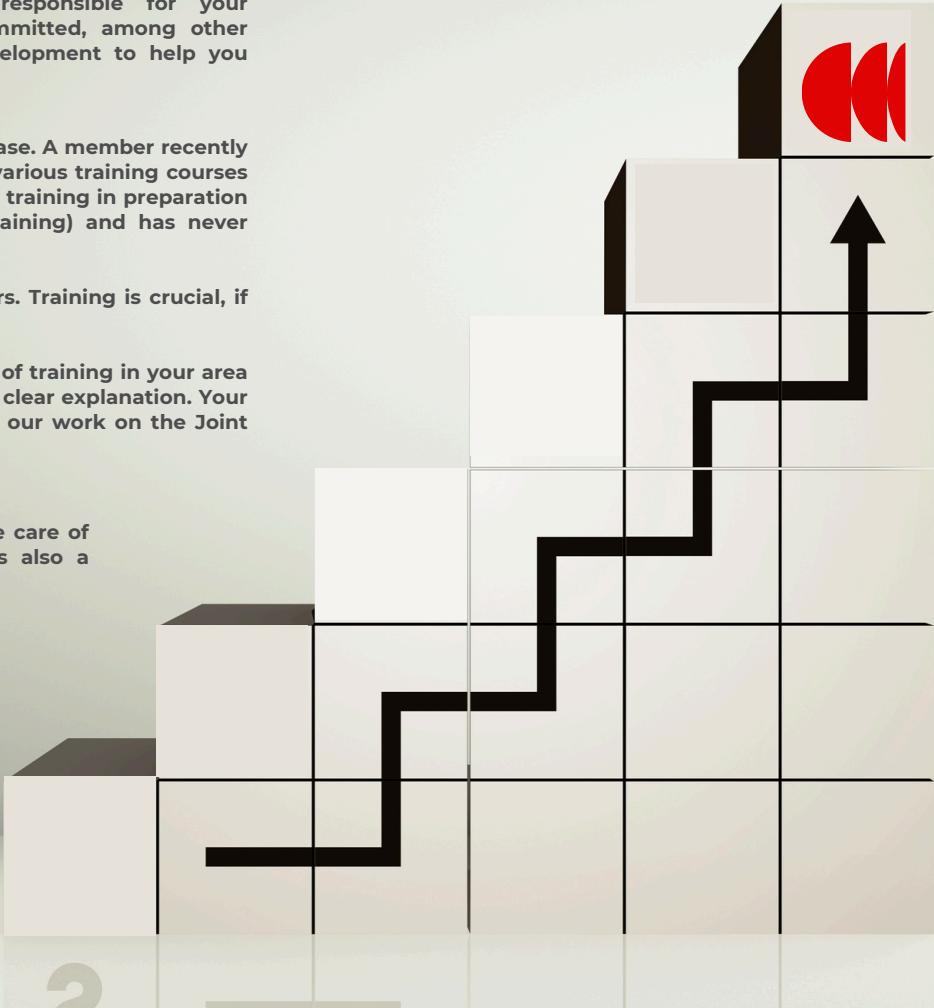 responsible for your
mmitted, among other
elopment to help you
ase. A member recently
various training courses
training in preparation
aining) and has never
rs. Training is crucial, if
of training in your area
clear explanation. Your
our work on the Joint
e care of
s also a
2